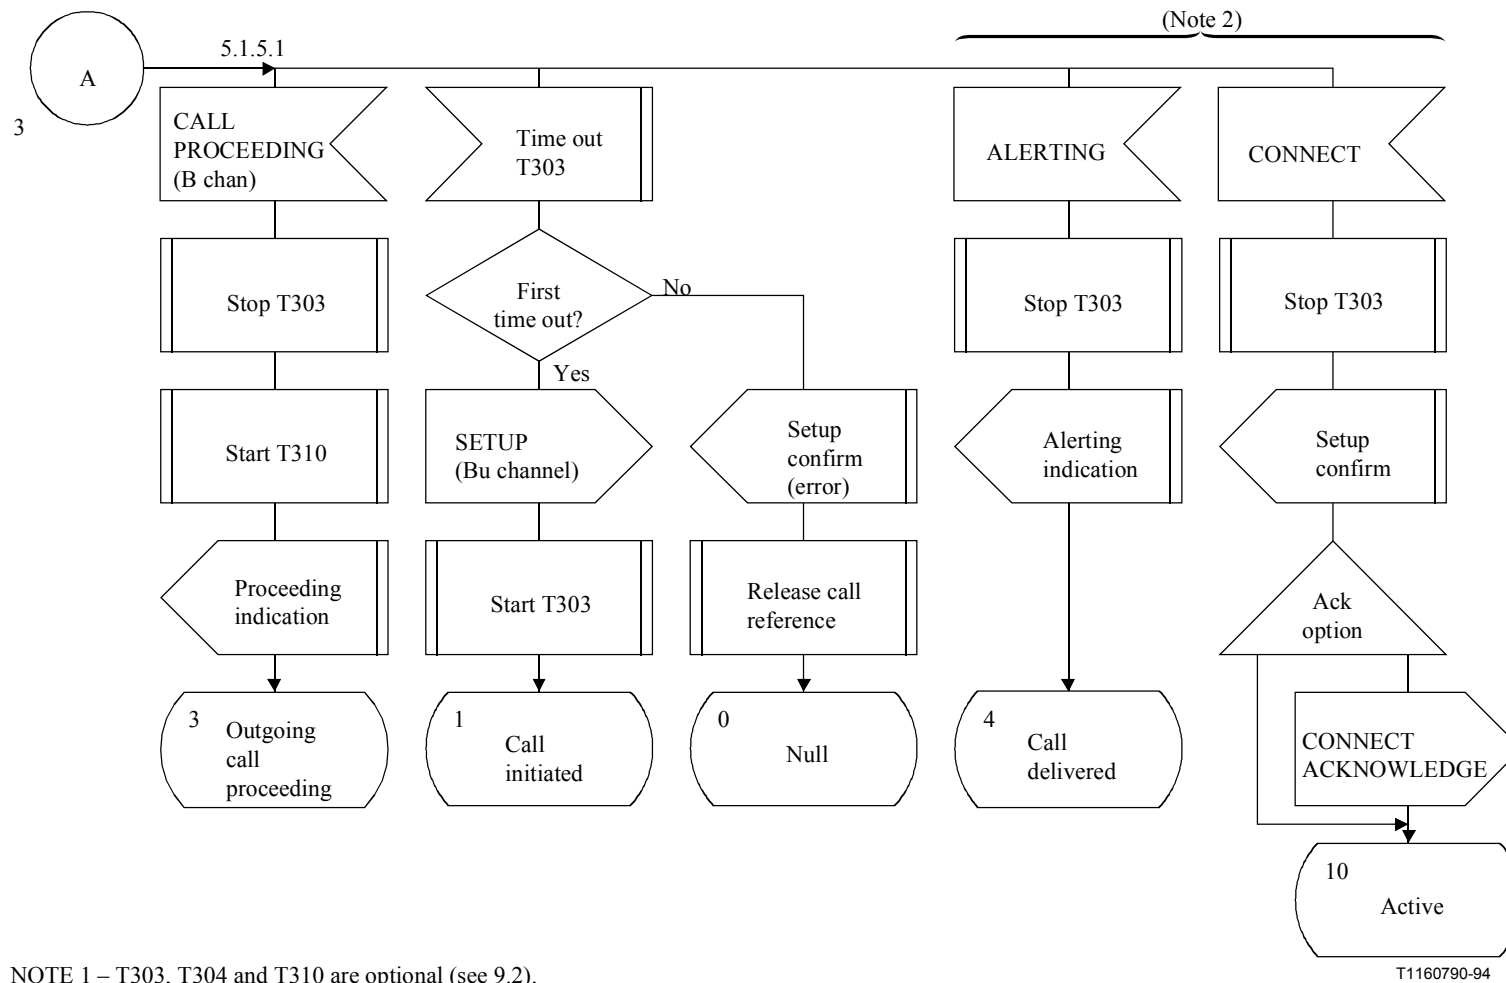 (Note 2)
5.1.5.1
A
3
CALL
PROCEEDING
(B chan)
Time out
T303
ALERTING
CONNECT
Stop T303
First
time out?
No
Yes
Stop T303
Stop T303
Start T310
SETUP
(Bu channel)
Setup
confirm
(error)
Alerting
indication
Setup
confirm
Proceeding
indication
Start T303
Release call
reference
Ack
option
3
Outgoing
call
proceeding
1
Call
initiated
0
Null
4
Call
delivered
CONNECT
ACKNOWLEDGE
10
Active
NOTE 1 – T303, T304 and T310 are optional (see 9.2).
T1160790-94